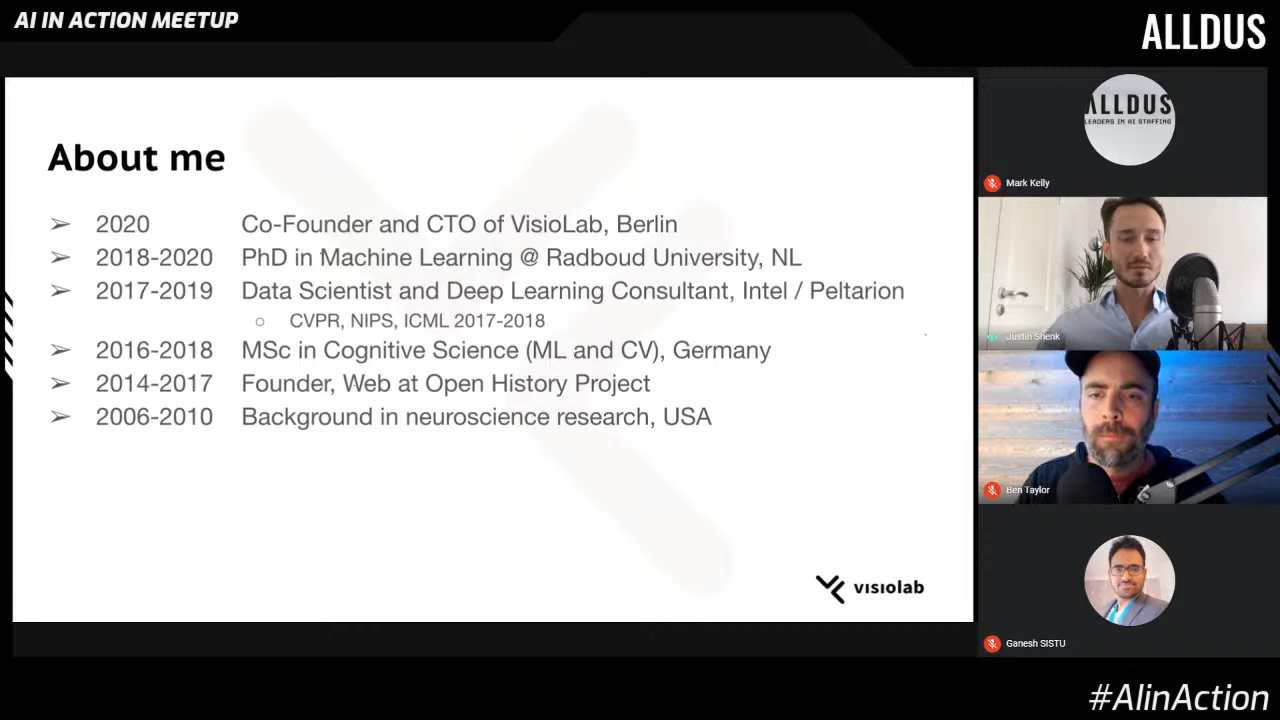 AI IN ACTION MEETUP
ALLDUS
About me
➢ 2020 Co-Founder and CTO of VisioLab, Berlin
➢ 2018-2020 PhD in Machine Learning @ Radboud University, NL
➢ 2017-2019 Data Scientist and Deep Learning Consultant, Intel / Peltarion
○ CVPR, NIPS, ICML 2017-2018
➢ 2016-2018 MSc in Cognitive Science (ML and CV), Germany
➢ 2014-2017 Founder, Web at Open History Project
➢ 2006-2010 Background in neuroscience research, USA
visiolab
ALLDUS
LEADERS IN AI STAFFING
Mark Kelly
Justin Shenk
Ben Taylor
Ganesh SISTU
#AIinAction